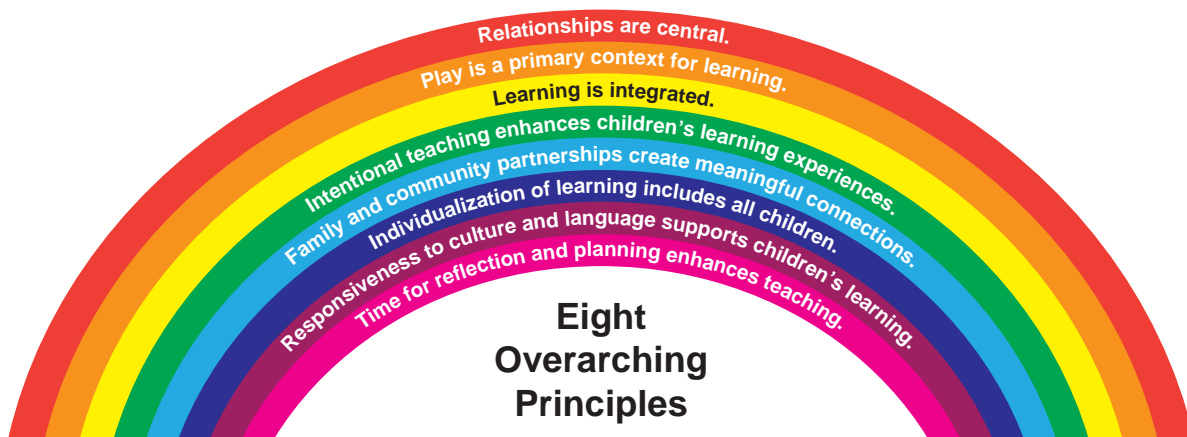 Relationships are central.
Play is a primary context for learning.
Learning is integrated.
Intentional teaching enhances children’s learning experiences.
Family and community partnerships create meaningful connections.
Individualization of learning includes all children.
Responsiveness to culture and language supports children’s learning.
Time for reflection and planning enhances teaching.
Eight
Overarching
Principles